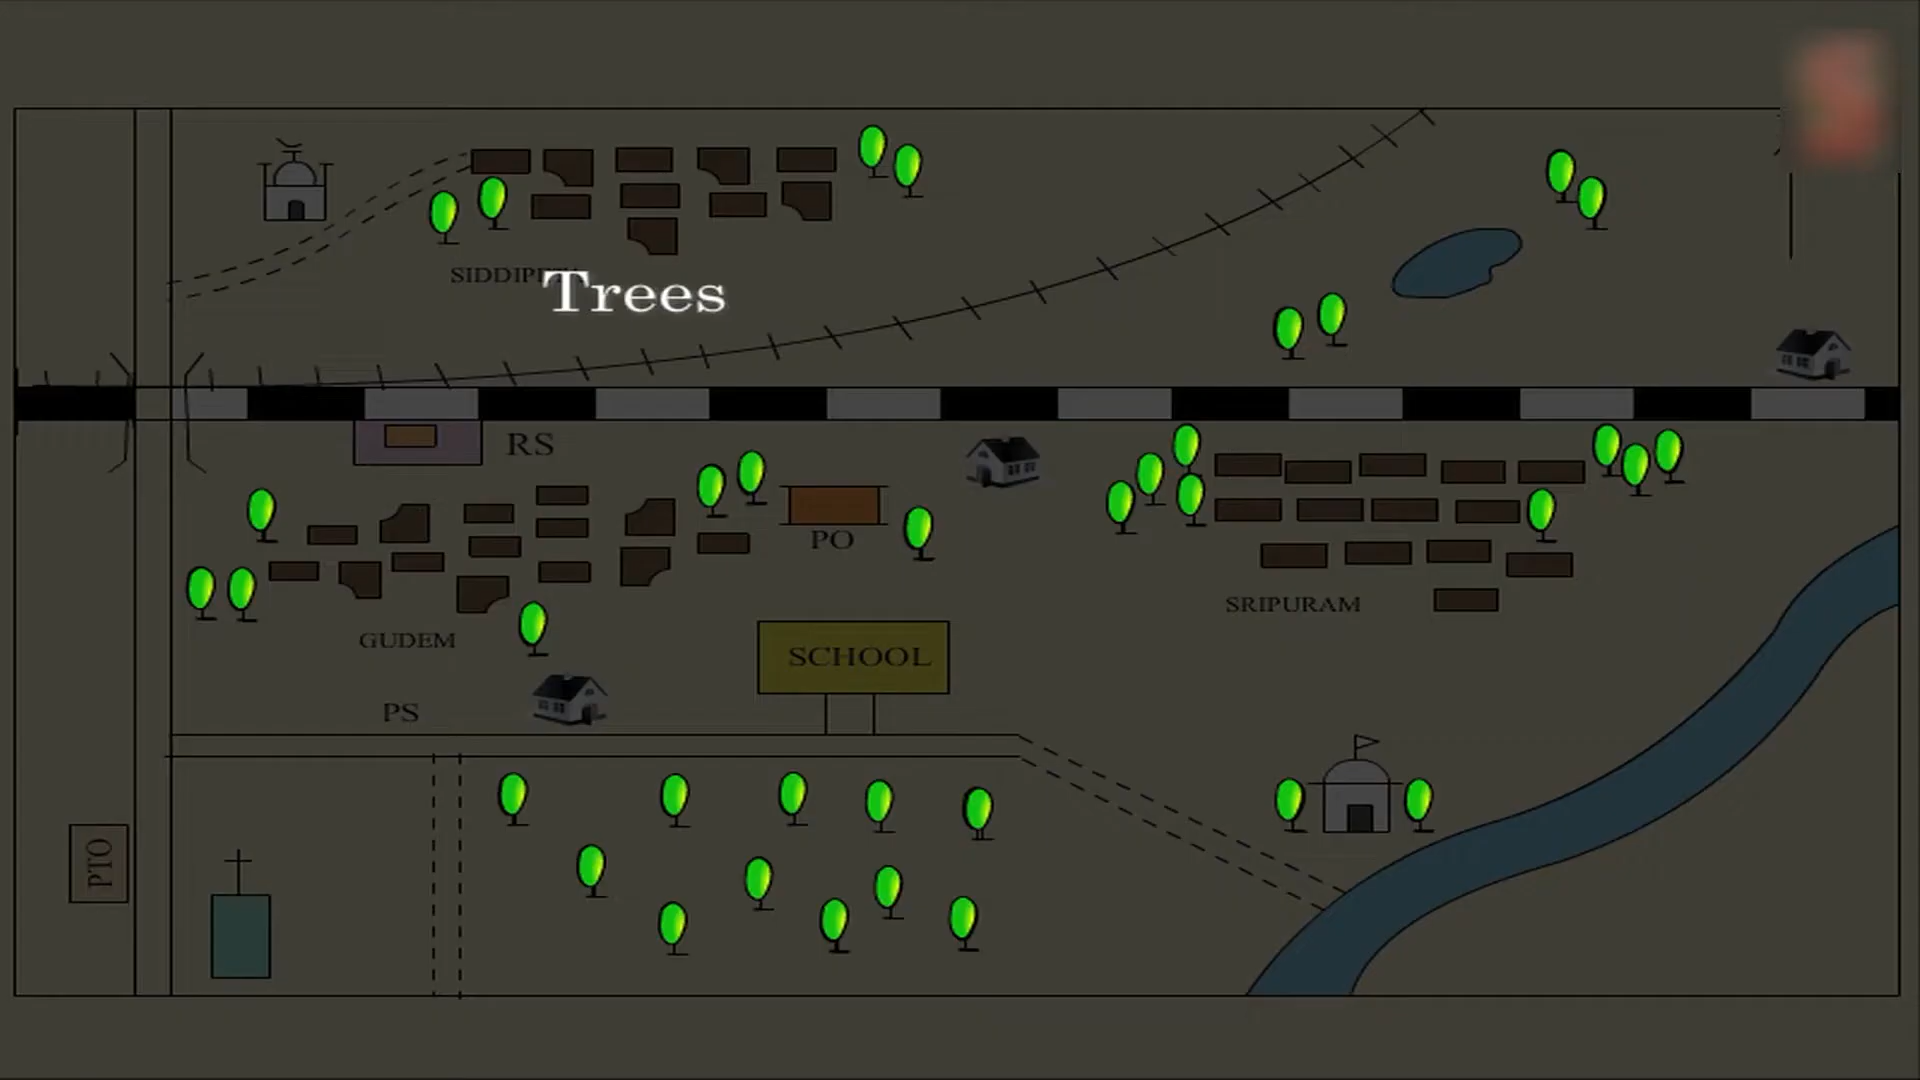 Trees
RS
PO
GUDEM
SRIPURAM
SCHOOL
PS
PTO